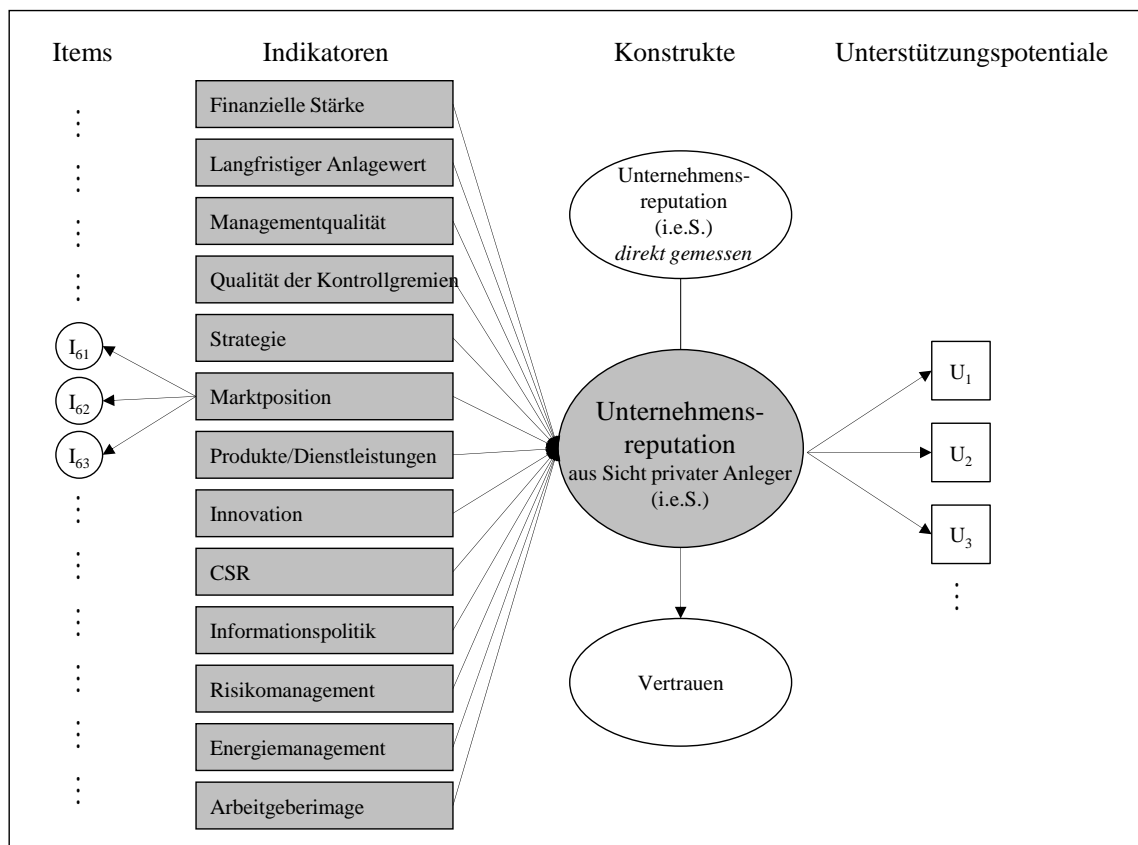 Items
Indikatoren
Konstrukte
Unterstützungspotentiale
Finanzielle Stärke
Langfristiger Anlagewert
Managementqualität
Qualität der Kontrollgremien
Strategie
Marktposition
Produkte/Dienstleistungen
Innovation
CSR
Informationspolitik
Risikomanagement
Energiemanagement
Arbeitgeberimage
I61
I62
I63
Unternehmens-
reputation
(i.e.S.)
direkt gemessen
Unternehmens-
reputation
aus Sicht privater Anleger
(i.e.S.)
Vertrauen
U1
U2
U3